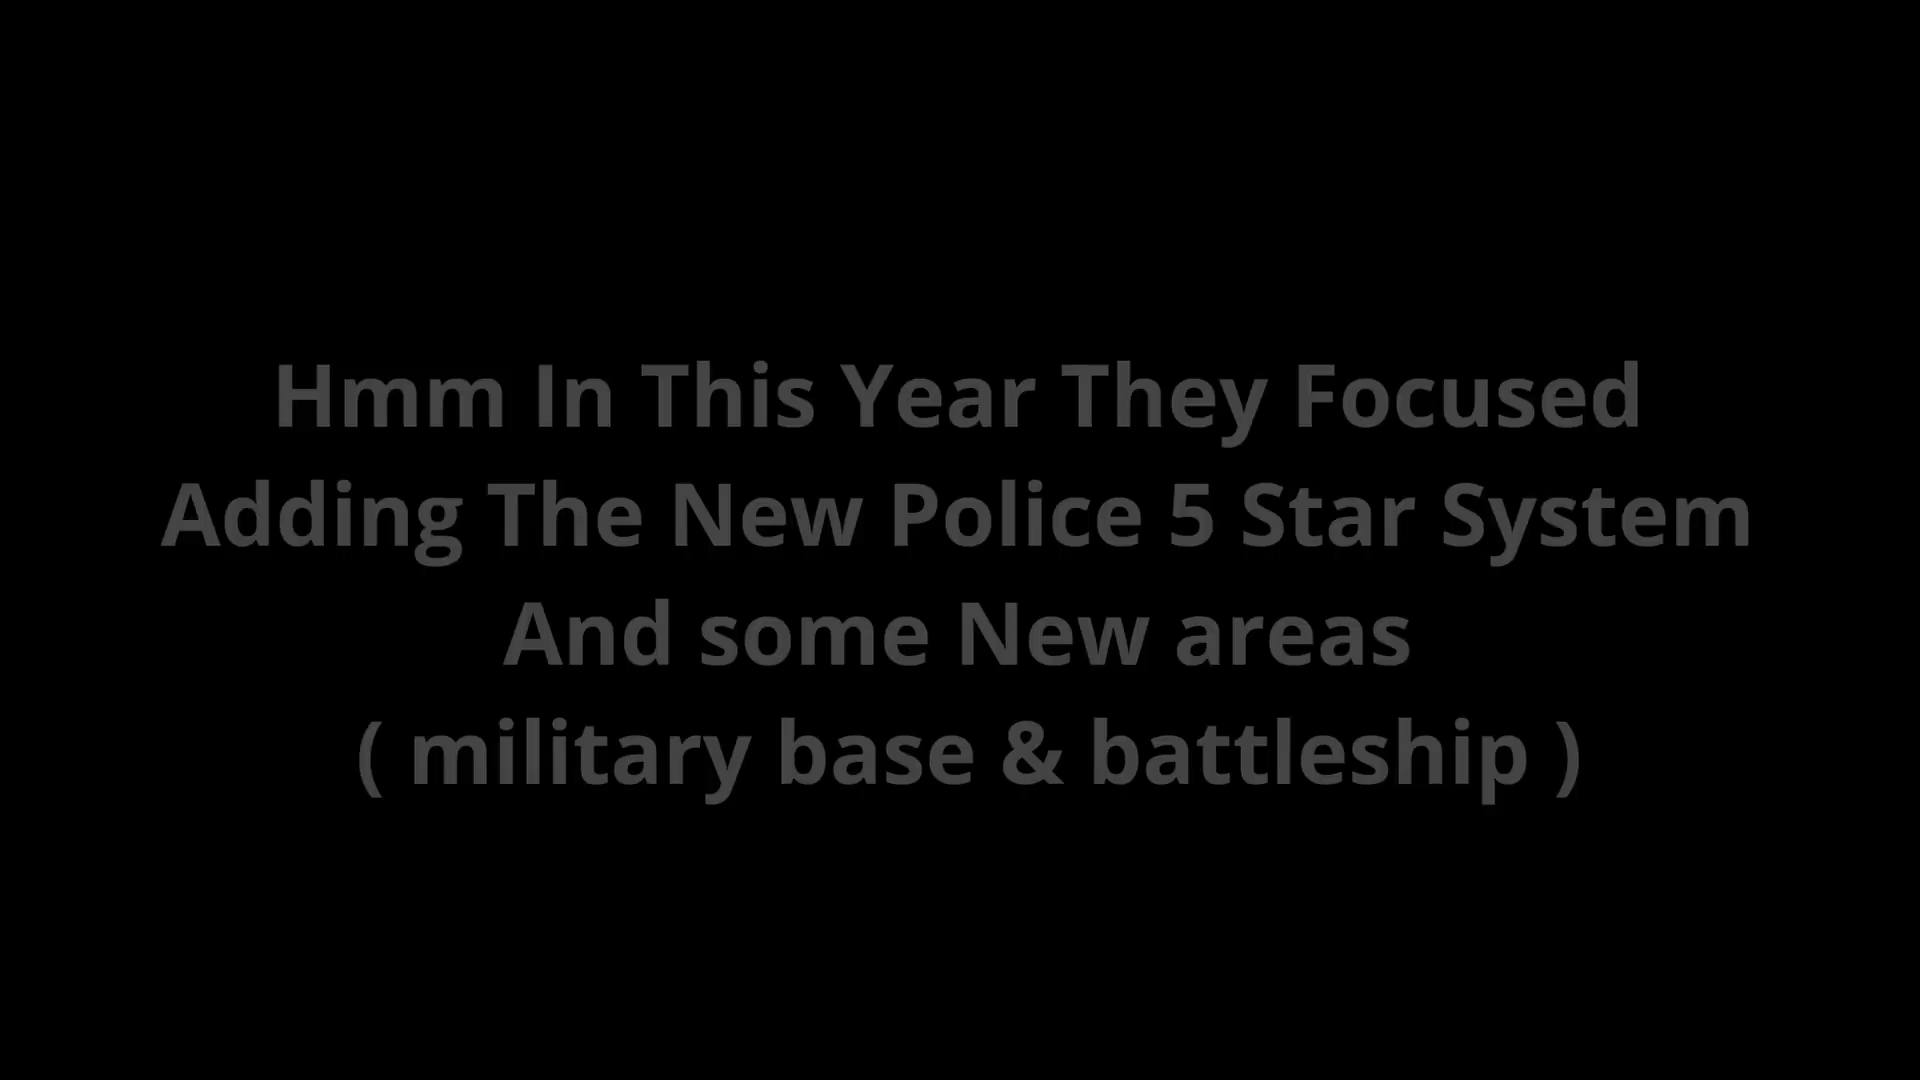 Hmm In This Year They Focused
Adding The New Police 5 Star System
And some New areas
( military base & battleship )